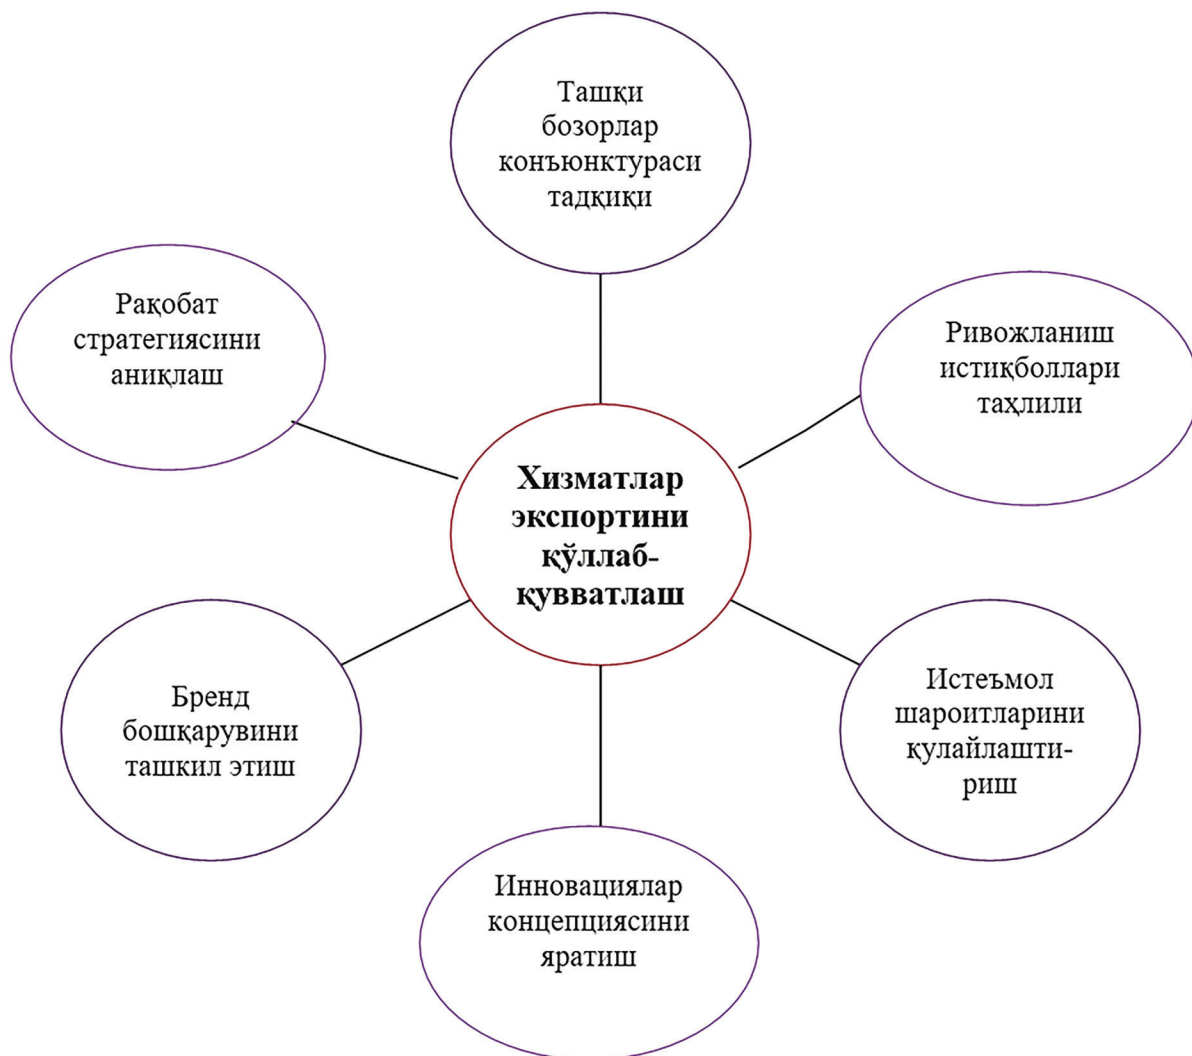 Ташқи
бозорлар
конъюнктураси
тадқиқи
Рақобат
стратегиясини
аниқлаш
Ривожланиш
истиқболлари
таҳлили
Хизматлар
экспортини
қўллаб-
қувватлаш
Бренд
бошқарувини
ташкил этиш
Истеъмол
шароитларини
қулайлашти-
риш
Инновациялар
концепциясини
яратиш